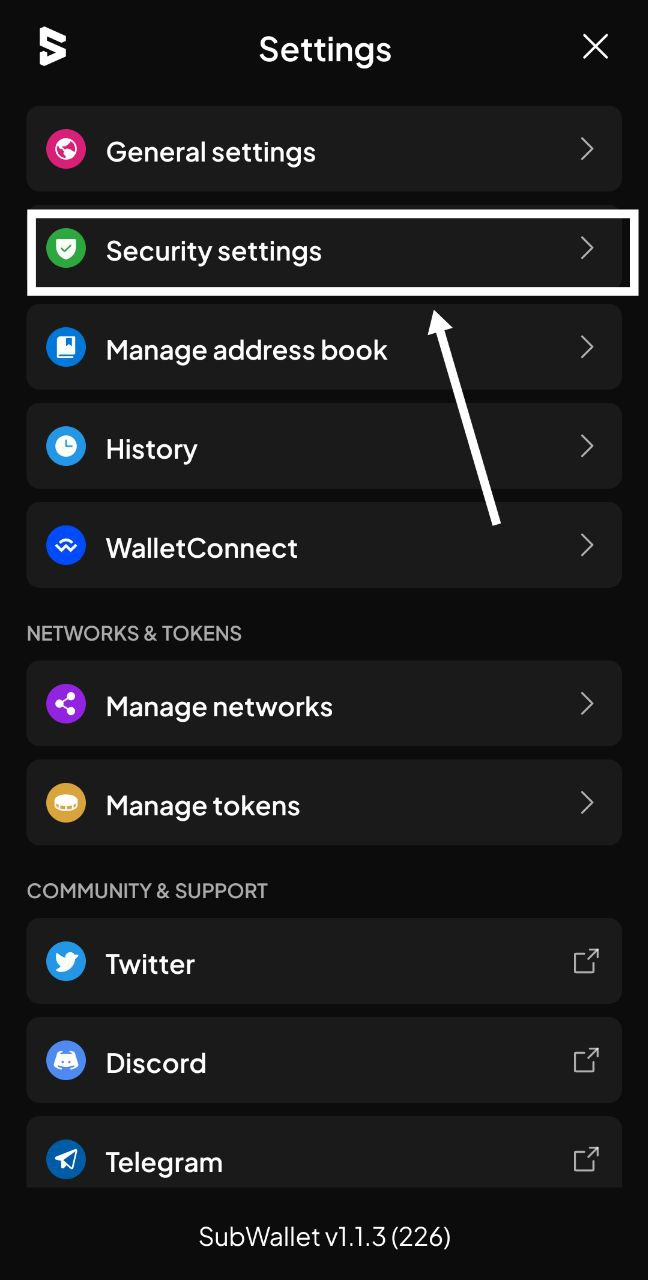 Settings
General settings
Security settings
Manage address book
History
WalletConnect
NETWORKS & TOKENS
Manage networks
Manage tokens
COMMUNITY & SUPPORT
Twitter
Discord
Telegram
SubWallet v1.1.3 (226)